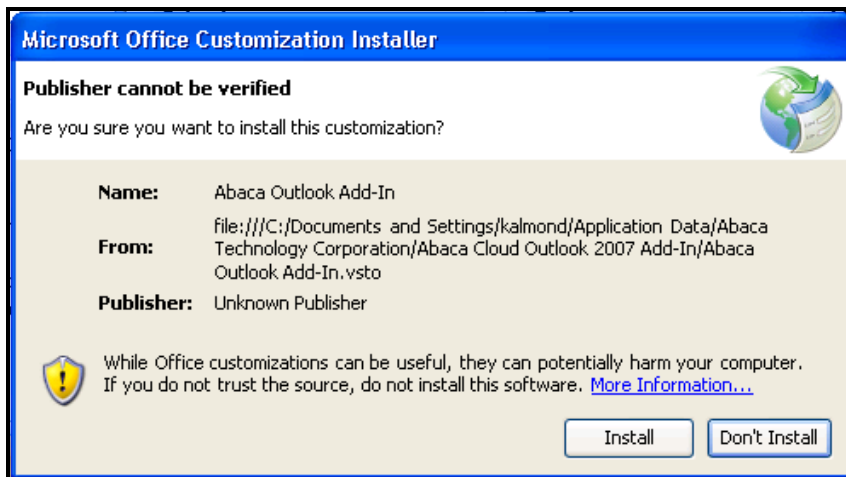 Microsoft Office Customization Installer
Publisher cannot be verified
Are you sure you want to install this customization?
Name: Abaca Outlook Add-In
From: file:///C:/Documents and Settings/kalmond/Application Data/Abaca
Technology Corporation/Abaca Cloud Outlook 2007 Add-In/Abaca
Outlook Add-In.vsto
Publisher: Unknown Publisher
While Office customizations can be useful, they can potentially harm your computer.
If you do not trust the source, do not install this software. More Information...
Install Don't Install